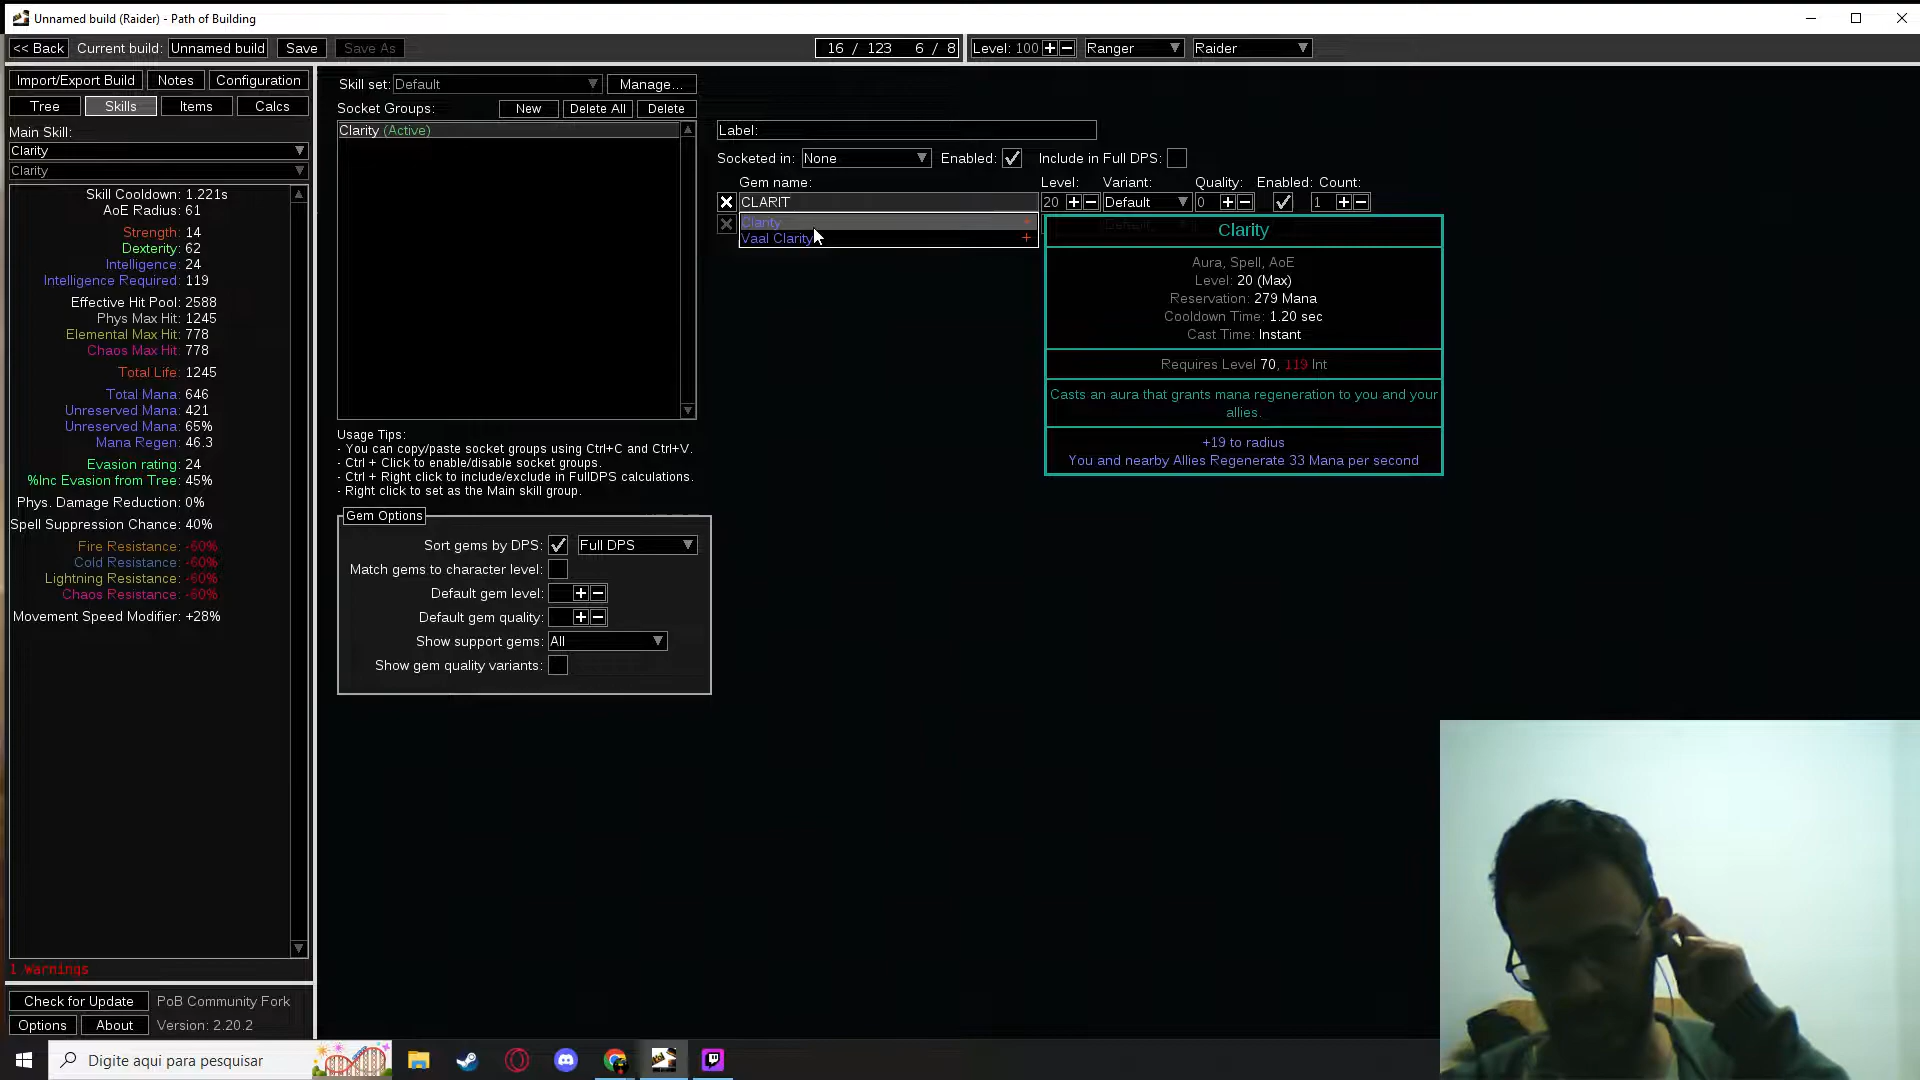 Unnamed build (Raider) - Path of Building
<< Back Current build: Unnamed build Save Save As 16 / 123 6 / 8 Level: 100 + - Ranger Raider
Import/Export Build Notes Configuration
Tree Skills Items Calcs
Main Skill:
Clarity
Clarity
Skill Cooldown: 1.221s
AoE Radius: 61
Strength: 14
Dexterity: 62
Intelligence: 24
Intelligence Required: 119
Effective Hit Pool: 2588
Phys Max Hit: 1245
Elemental Max Hit: 778
Chaos Max Hit: 778
Total Life: 1245
Total Mana: 646
Unreserved Mana: 421
Unreserved Mana: 65%
Mana Regen: 46.3
Evasion rating: 24
%Inc Evasion from Tree: 45%
Phys. Damage Reduction: 0%
Spell Suppression Chance: 40%
Fire Resistance: -60%
Cold Resistance: -60%
Lightning Resistance: -60%
Chaos Resistance: -60%
Movement Speed Modifier: +28%
1 Warnings
Check for Update PoB Community Fork
Options About Version: 2.20.2
Skill set: Default Manage...
Socket Groups: New Delete All Delete
Clarity (Active)
Usage Tips:
- You can copy/paste socket groups using Ctrl+C and Ctrl+V.
- Ctrl + Click to enable/disable socket groups.
- Ctrl + Right click to include/exclude in FullDPS calculations.
- Right click to set as the Main skill group.
Gem Options
Sort gems by DPS: Full DPS
Match gems to character level:
Default gem level: + -
Default gem quality: + -
Show support gems: All
Show gem quality variants:
Label:
Socketed in: None Enabled: Include in Full DPS:
Gem name: Level: Variant: Quality: Enabled: Count:
CLARIT 20 + - Default 0 + - 1 + -
Clarity
Vaal Clarity +
Clarity
Aura, Spell, AoE
Level: 20 (Max)
Reservation: 279 Mana
Cooldown Time: 1.20 sec
Cast Time: Instant
Requires Level 70, 119 Int
Casts an aura that grants mana regeneration to you and your
allies.
+19 to radius
You and nearby Allies Regenerate 33 Mana per second
Digite aqui para pesquisar